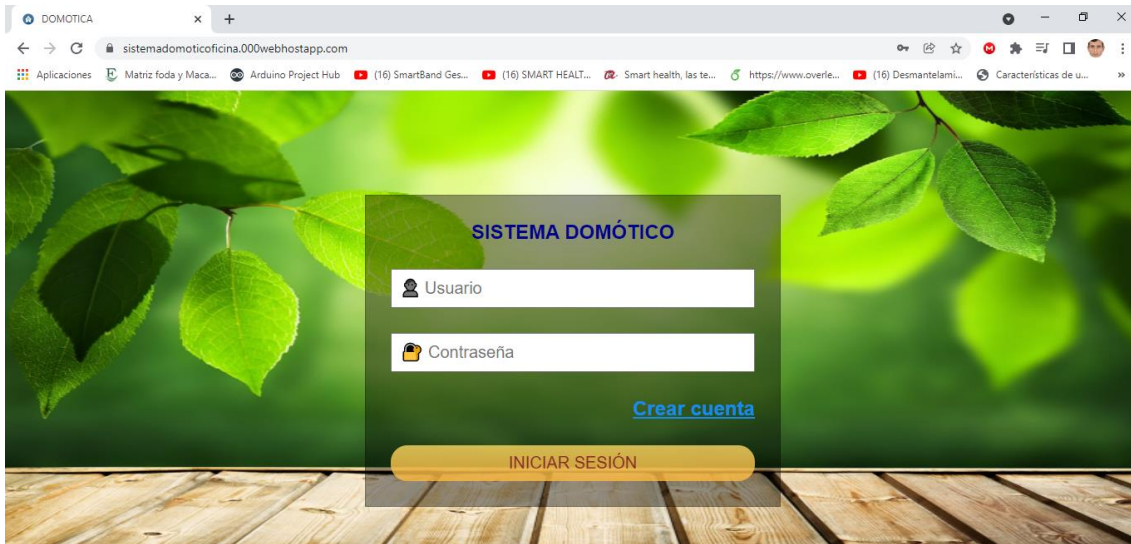 DOMOTICA
sistemadomoticoficina.000webhostapp.com
Aplicaciones Matriz foda y Maca... Arduino Project Hub (16) SmartBand Ges... (16) SMART HEALT... Smart health, las te... https://www.overle... (16) Desmantelami... Características de u... »
SISTEMA DOMÓTICO
Usuario
Contraseña
Crear cuenta
INICIAR SESIÓN